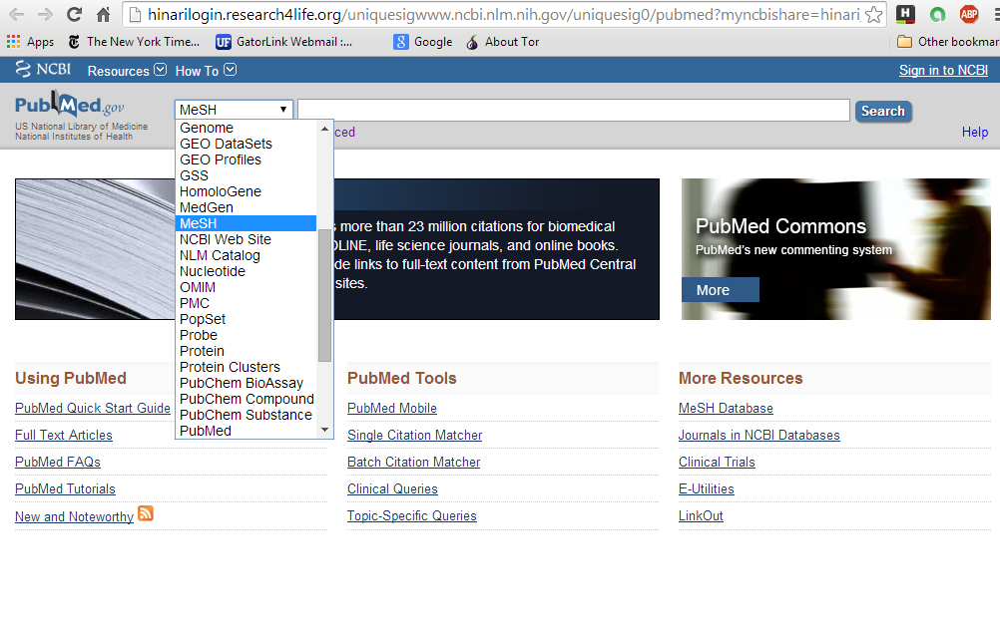 hinarilogin.research4life.org/uniquesigwww.ncbi.nlm.nih.gov/uniquesig0/pubmed?myncbishare=hinari
H
ABP
Apps
The New York Time...
UF GatorLink Webmail :...
8 Google
About Tor
Other bookmar
NCBI
Resources
How To
Sign in to NCBI
PubMed.gov
US National Library of Medicine
National Institutes of Health
MeSH
Search
ced
Help
Genome
GEO DataSets
GEO Profiles
GSS
HomoloGene
MedGen
MeSH
NCBI Web Site
NLM Catalog
Nucleotide
OMIM
PMC
PopSet
Probe
Protein
Protein Clusters
PubChem BioAssay
PubChem Compound
PubChem Substance
PubMed
s more than 23 million citations for biomedical
DLINE, life science journals, and online books.
de links to full-text content from PubMed Central
sites.
PubMed Commons
PubMed's new commenting system
More
Using PubMed
PubMed Quick Start Guide
Full Text Articles
PubMed FAQs
PubMed Tutorials
New and Noteworthy
PubMed Tools
PubMed Mobile
Single Citation Matcher
Batch Citation Matcher
Clinical Queries
Topic-Specific Queries
More Resources
MeSH Database
Journals in NCBI Databases
Clinical Trials
E-Utilities
LinkOut